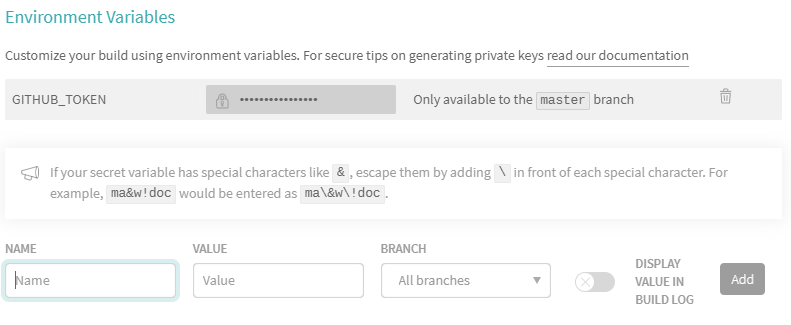 Environment Variables
Customize your build using environment variables. For secure tips on generating private keys read our documentation
GITHUB_TOKEN •••••••••••••••• Only available to the master branch
If your secret variable has special characters like & , escape them by adding \ in front of each special character. For
example, ma&w!doc would be entered as ma\&w\!doc .
NAME VALUE BRANCH
DISPLAY
VALUE IN
BUILD LOG
Name Value All branches Add